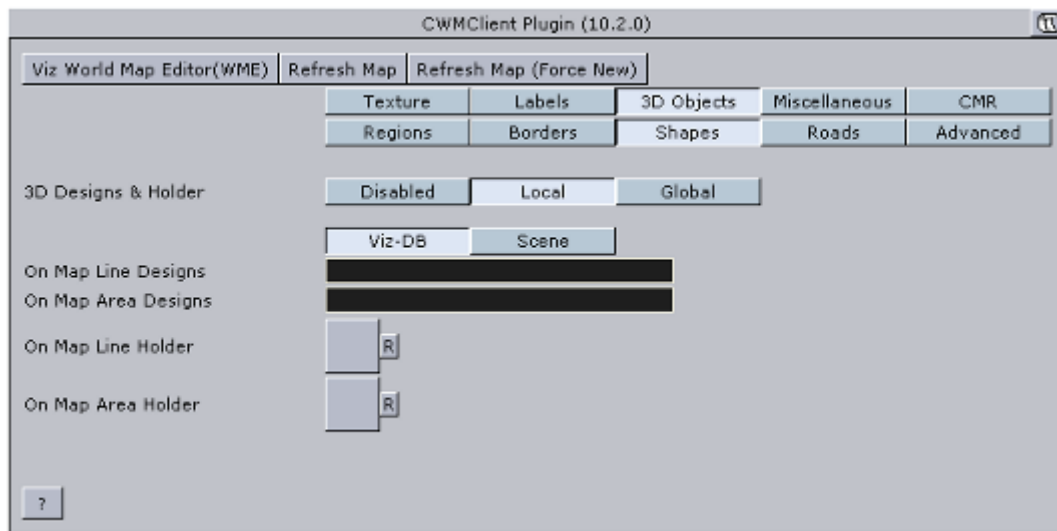 CWMClient Plugin (10.2.0)
Viz World Map Editor(WME) Refresh Map Refresh Map (Force New)
Texture Labels 3D Objects Miscellaneous CMR
Regions Borders Shapes Roads Advanced
3D Designs & Holder Disabled Local Global
Viz-DB Scene
On Map Line Designs
On Map Area Designs
On Map Line Holder R
On Map Area Holder R
?